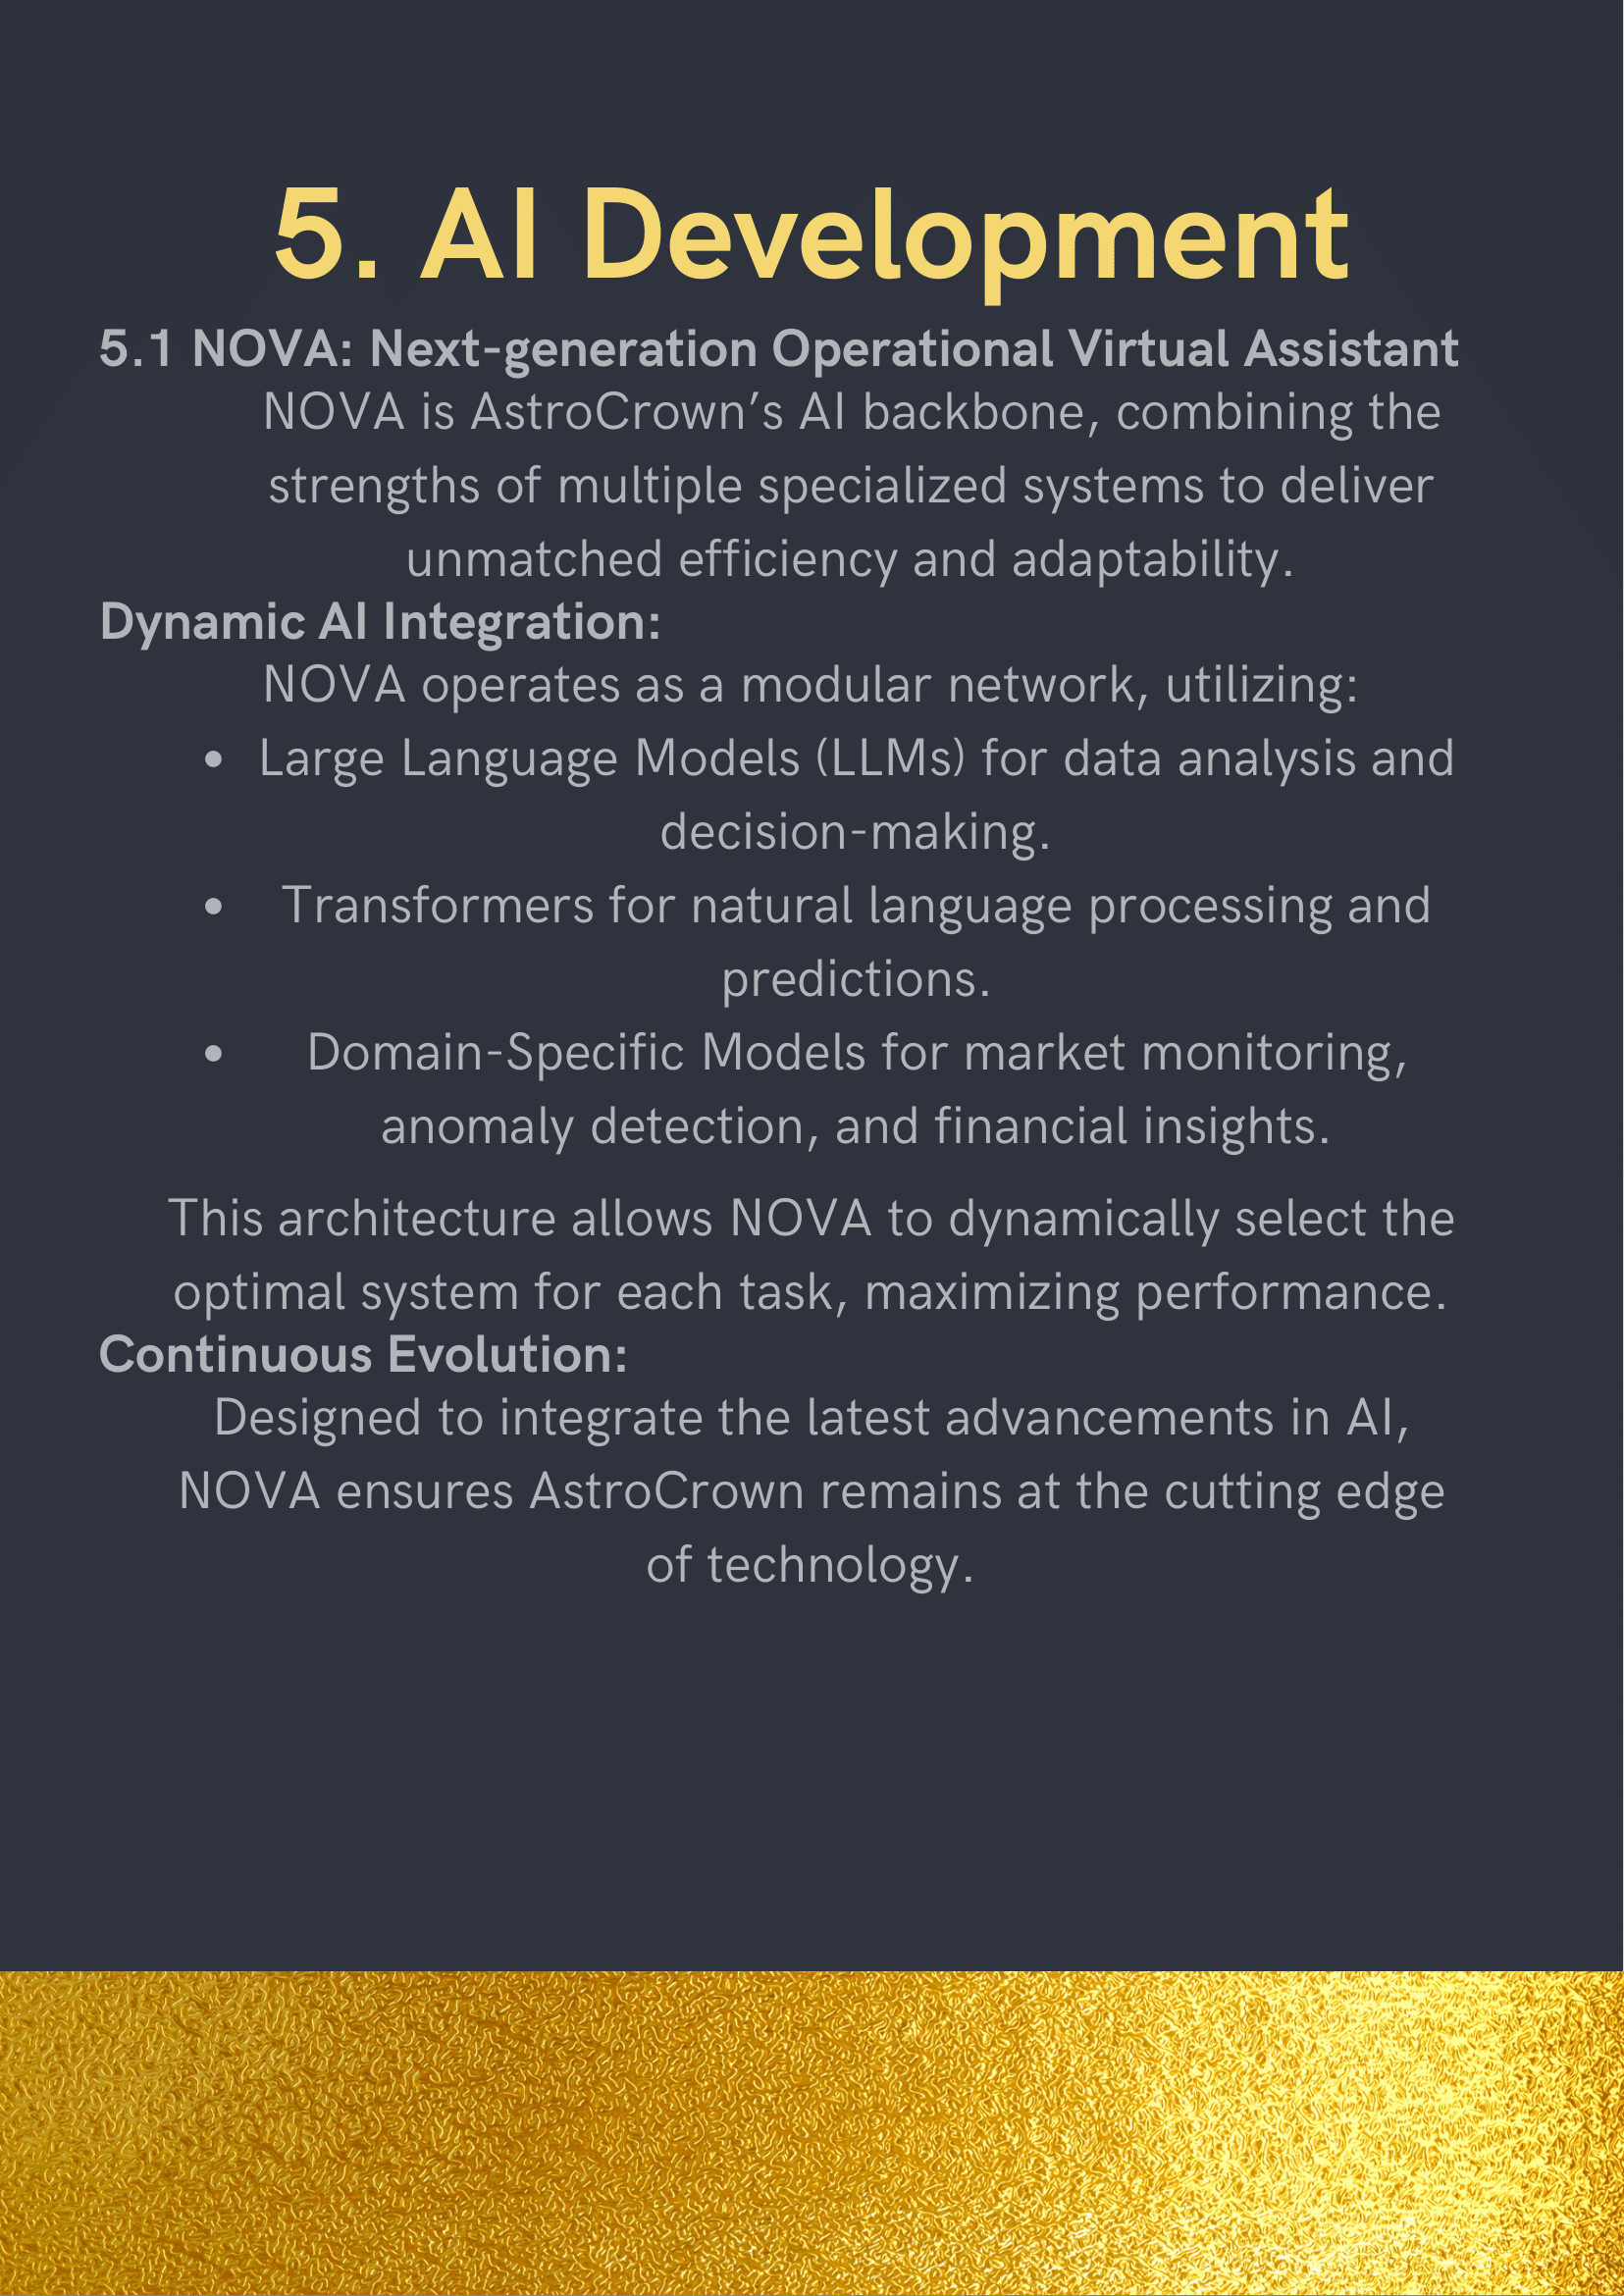 5. AI Development
5.1 NOVA: Next-generation Operational Virtual Assistant
NOVA is AstroCrown’s AI backbone, combining the
strengths of multiple specialized systems to deliver
unmatched efficiency and adaptability.
Dynamic AI Integration:
NOVA operates as a modular network, utilizing:
• Large Language Models (LLMs) for data analysis and
decision-making.
• Transformers for natural language processing and
predictions.
• Domain-Specific Models for market monitoring,
anomaly detection, and financial insights.
This architecture allows NOVA to dynamically select the
optimal system for each task, maximizing performance.
Continuous Evolution:
Designed to integrate the latest advancements in AI,
NOVA ensures AstroCrown remains at the cutting edge
of technology.